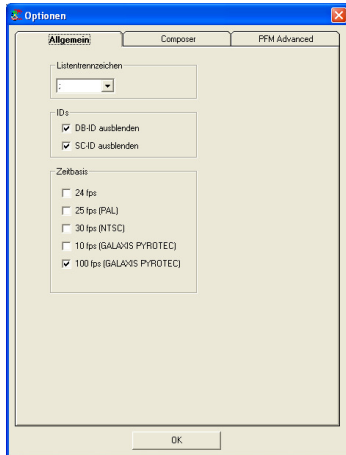 Optionen
Allgemein Composer PFM Advanced
Listentrennzeichen
;
IDs
DB-ID ausblenden
SC-ID ausblenden
Zeitbasis
24 fps
25 fps (PAL)
30 fps (NTSC)
10 fps (GALAXIS PYROTEC)
100 fps (GALAXIS PYROTEC)
OK